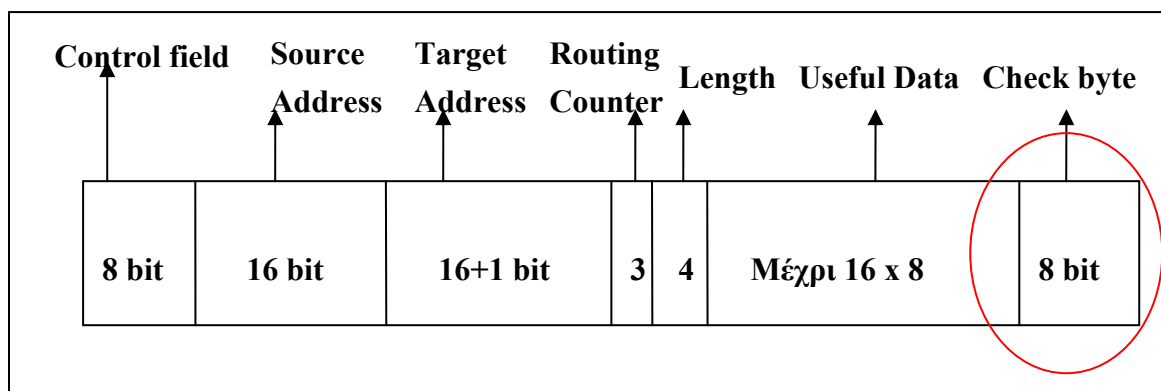 Control field
Source
Address
Target
Address
Routing
Counter
Length
Useful Data
Check byte
8 bit
16 bit
16+1 bit
3
4
Μέχρι 16 x 8
8 bit